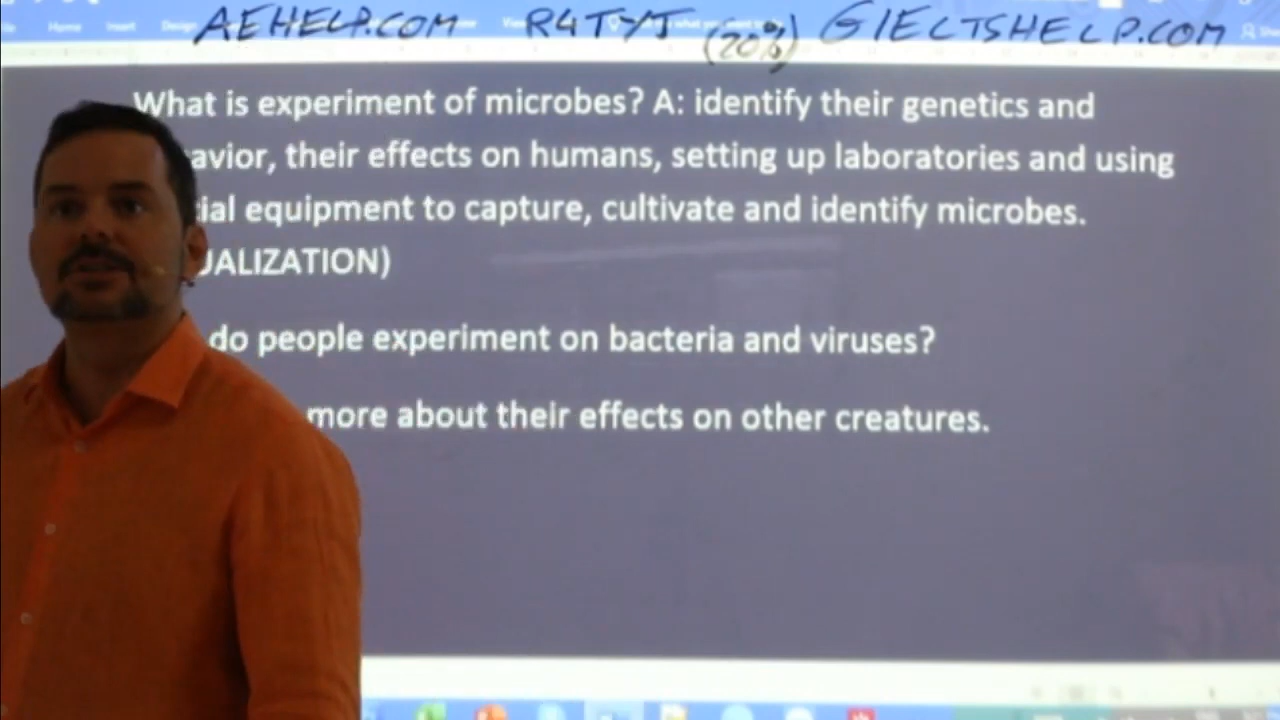 AEHELP.COM R4TYJ (20%) GIELTSHELP.COM
Home Insert
What is experiment of microbes? A: identify their genetics and
avior, their effects on humans, setting up laboratories and using
ial equipment to capture, cultivate and identify microbes.
UALIZATION)
do people experiment on bacteria and viruses?
more about their effects on other creatures.